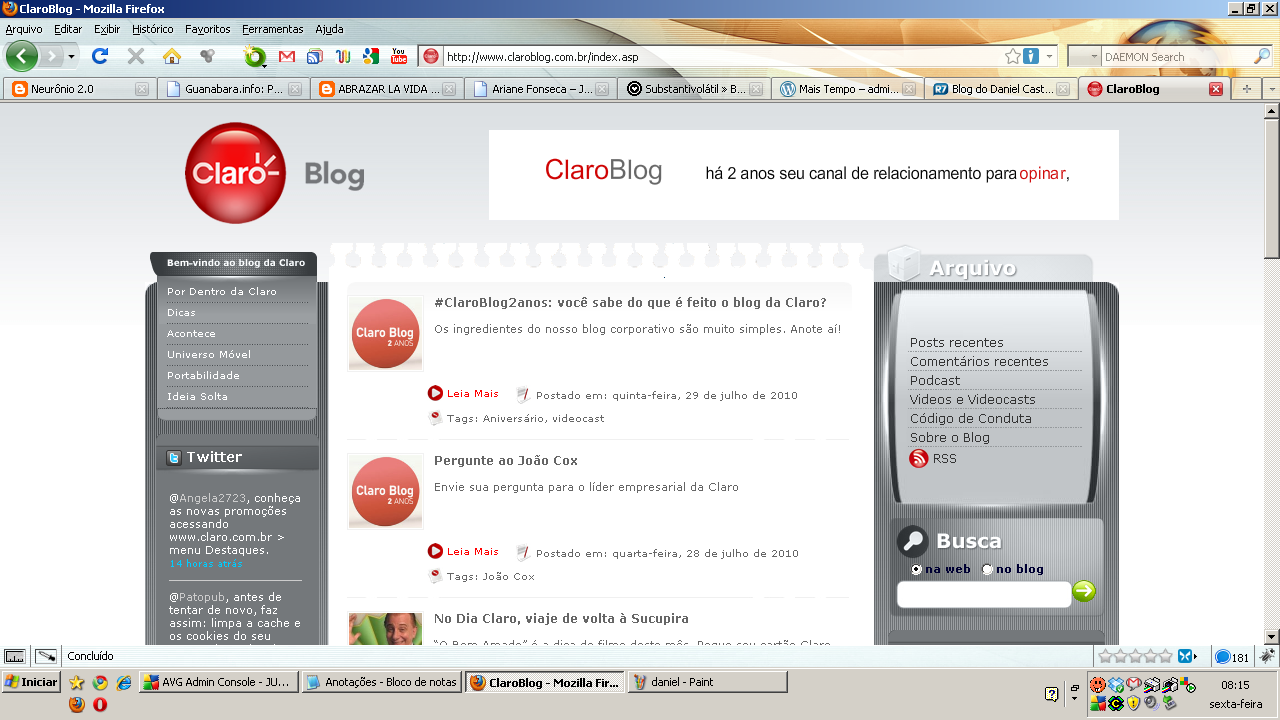 ClaroBlog - Mozilla Firefox
Arquivo Editar Exibir Histórico Favoritos Ferramentas Ajuda
You Tube http://www.claroblog.com.br/index.asp DAEMON Search
Neurônio 2.0 Guanabara.info: P... ABRAZAR LA VIDA ... Ariane Fonseca – J... Substantivolátil » B... Mais Tempo – adm... R7 Blog do Daniel Cast... ClaroBlog
Claro Blog
ClaroBlog há 2 anos seu canal de relacionamento para opinar,
Bem-vindo ao blog da Claro
Por Dentro da Claro
Dicas
Acontece
Universo Móvel
Portabilidade
Ideia Solta
Twitter
@Angela2723, conheça
as novas promoções
acessando
www.claro.com.br >
menu Destaques.
14 horas atrás
@Patopub, antes de
tentar de novo, faz
assim: limpa a cache e
os cookies do seu
Claro Blog
2 ANOS
#ClaroBlog2anos: você sabe do que é feito o blog da Claro?
Os ingredientes do nosso blog corporativo são muito simples. Anote aí!
Leia Mais Postado em: quinta-feira, 29 de julho de 2010
Tags: Aniversário, videocast
Claro Blog
2 ANOS
Pergunte ao João Cox
Envie sua pergunta para o líder empresarial da Claro
Leia Mais Postado em: quarta-feira, 28 de julho de 2010
Tags: João Cox
No Dia Claro, viaje de volta à Sucupira
"O Bem Amado" é a dica de filme deste mês. Pegue seu cartão Claro
Arquivo
Posts recentes
Comentários recentes
Podcast
Videos e Videocasts
Código de Conduta
Sobre o Blog
RSS
Busca
na web no blog
Concluído 181
Iniciar AVG Admin Console - JU... Anotações - Bloco de notas ClaroBlog - Mozilla Fir... daniel - Paint 08:15
sexta-feira